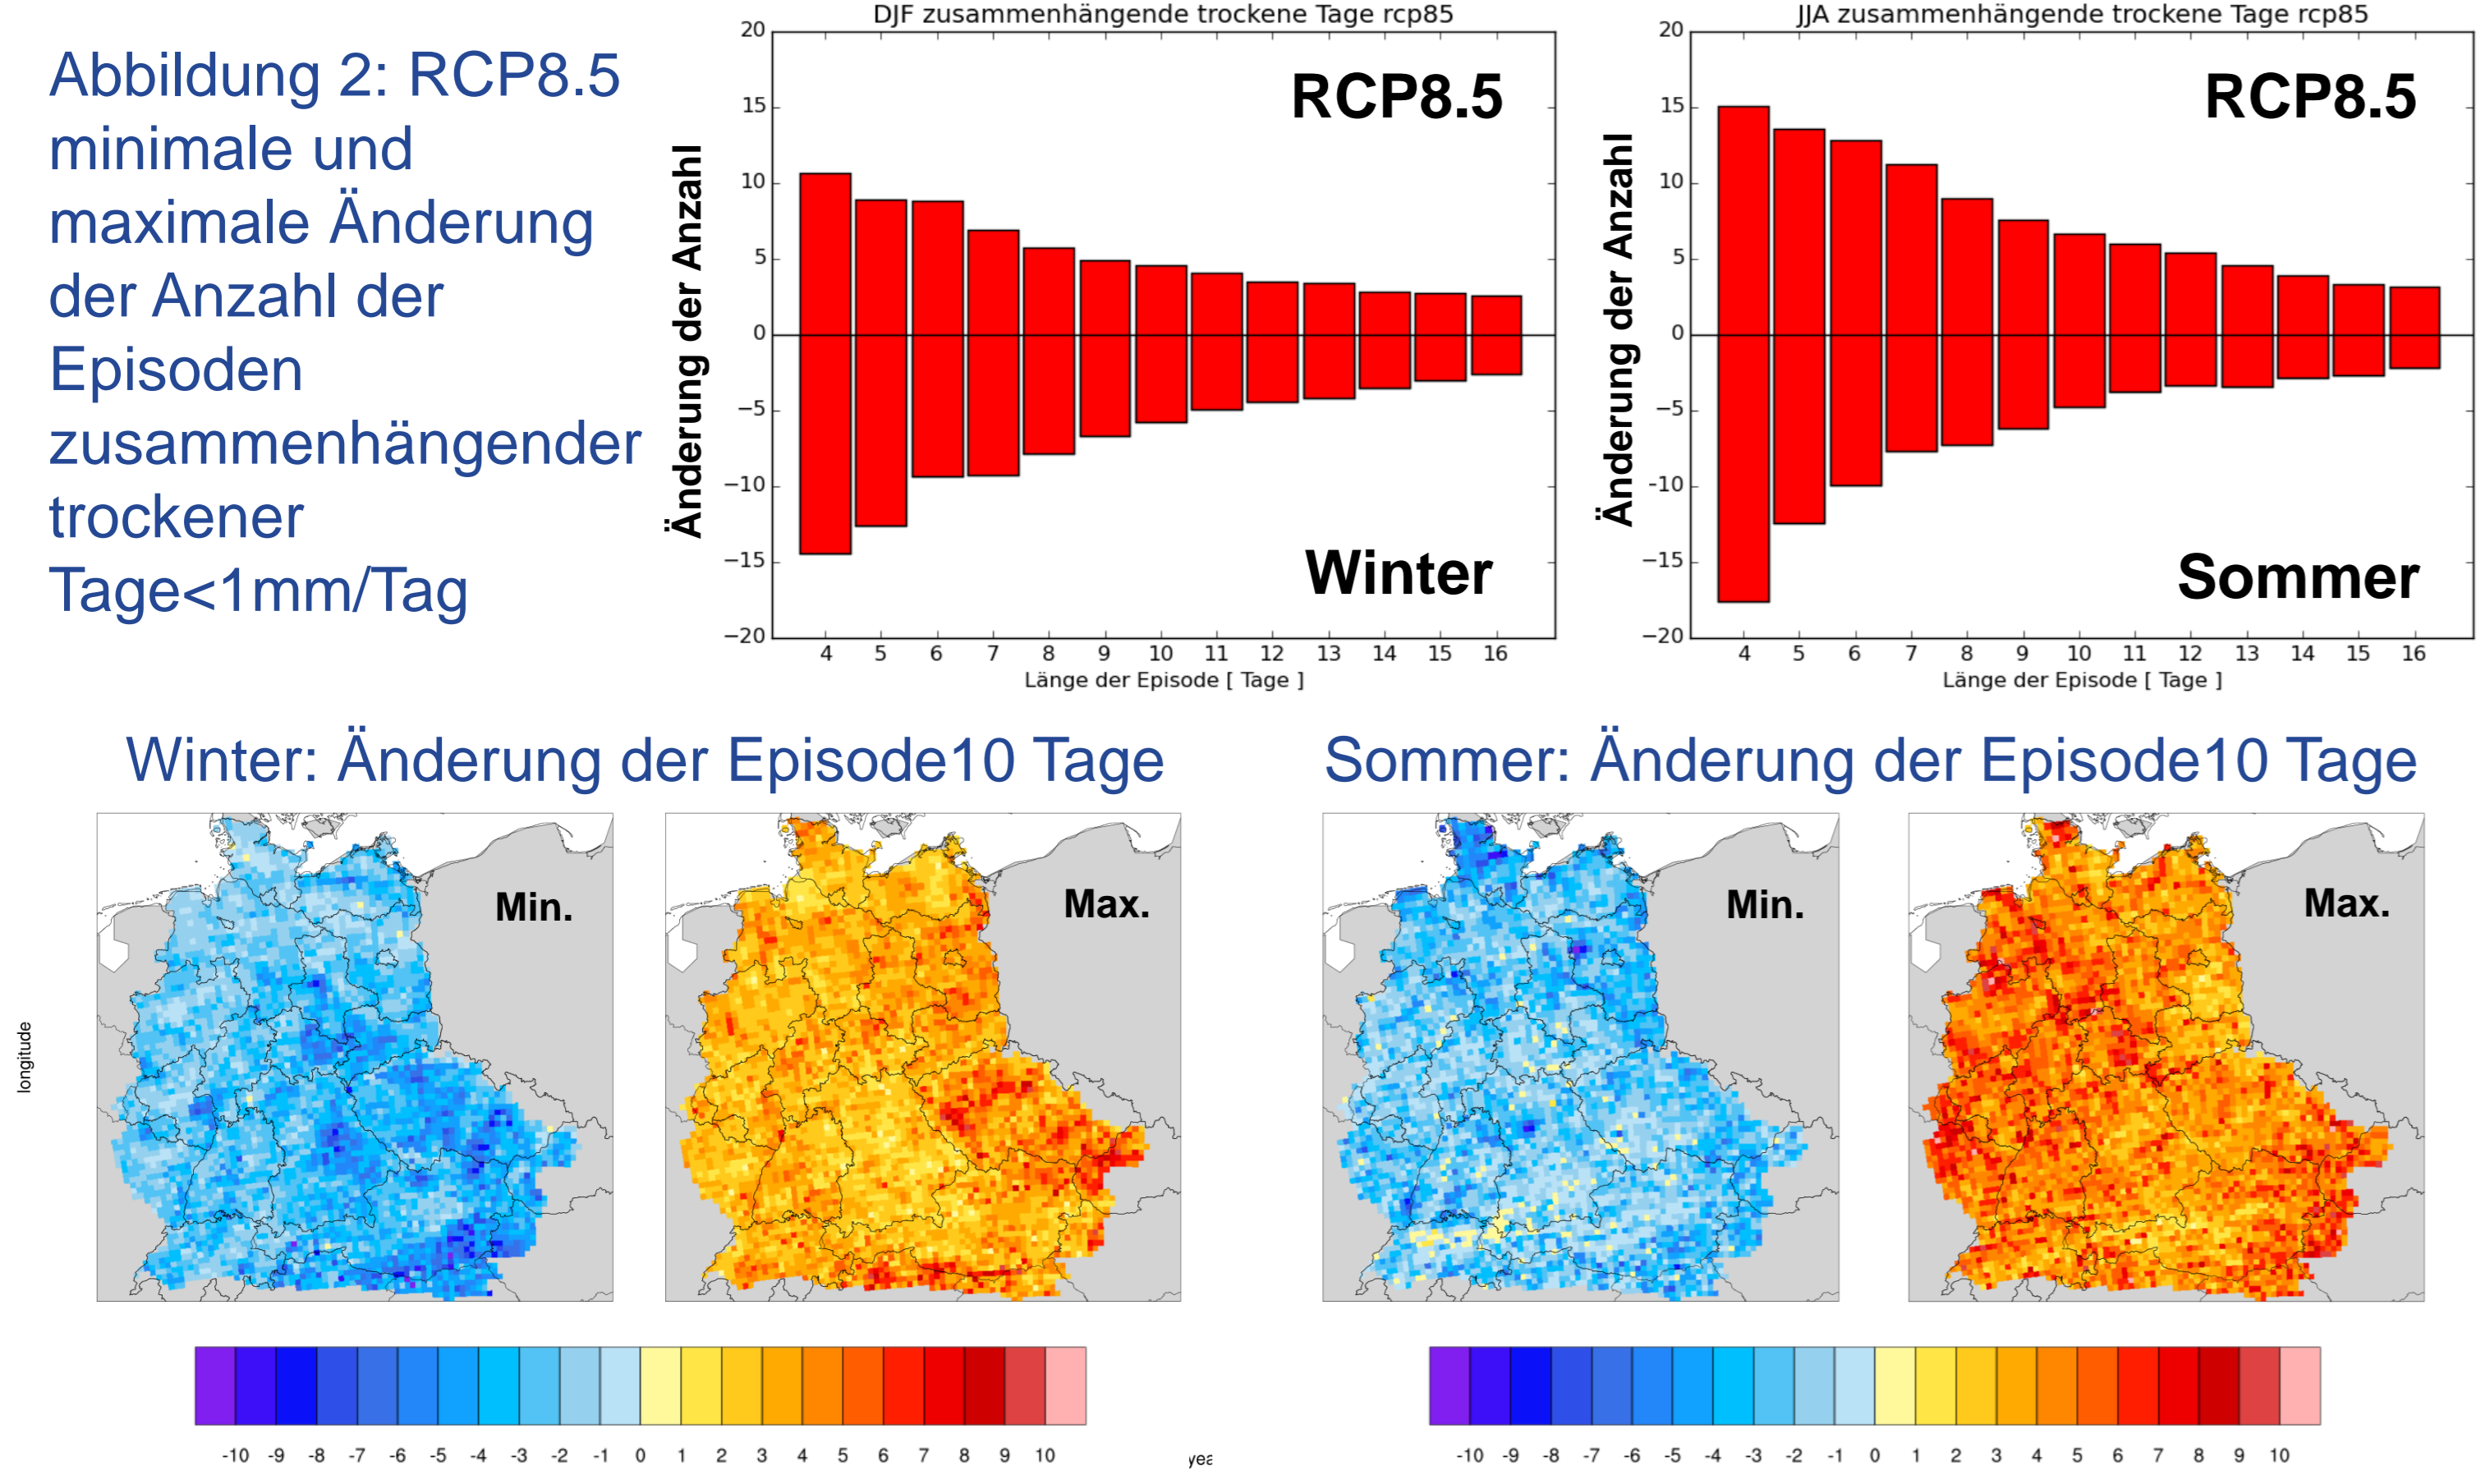 Abbildung 2: RCP8.5
minimale und
maximale Änderung
der Anzahl der
Episoden
zusammenhängender
trockener
Tage<1mm/Tag
DJF zusammenhängende trockene Tage rcp85
RCP8.5
Winter
Änderung der Anzahl
20
15
10
5
0
−5
−10
−15
−20
4 5 6 7 8 9 10 11 12 13 14 15 16
Länge der Episode [ Tage ]
JJA zusammenhängende trockene Tage rcp85
RCP8.5
Sommer
Änderung der Anzahl
20
15
10
5
0
−5
−10
−15
−20
4 5 6 7 8 9 10 11 12 13 14 15 16
Länge der Episode [ Tage ]
Winter: Änderung der Episode10 Tage
Min.
Max.
Sommer: Änderung der Episode10 Tage
Min.
Max.
longitude
-10 -9 -8 -7 -6 -5 -4 -3 -2 -1 0 1 2 3 4 5 6 7 8 9 10
-10 -9 -8 -7 -6 -5 -4 -3 -2 -1 0 1 2 3 4 5 6 7 8 9 10